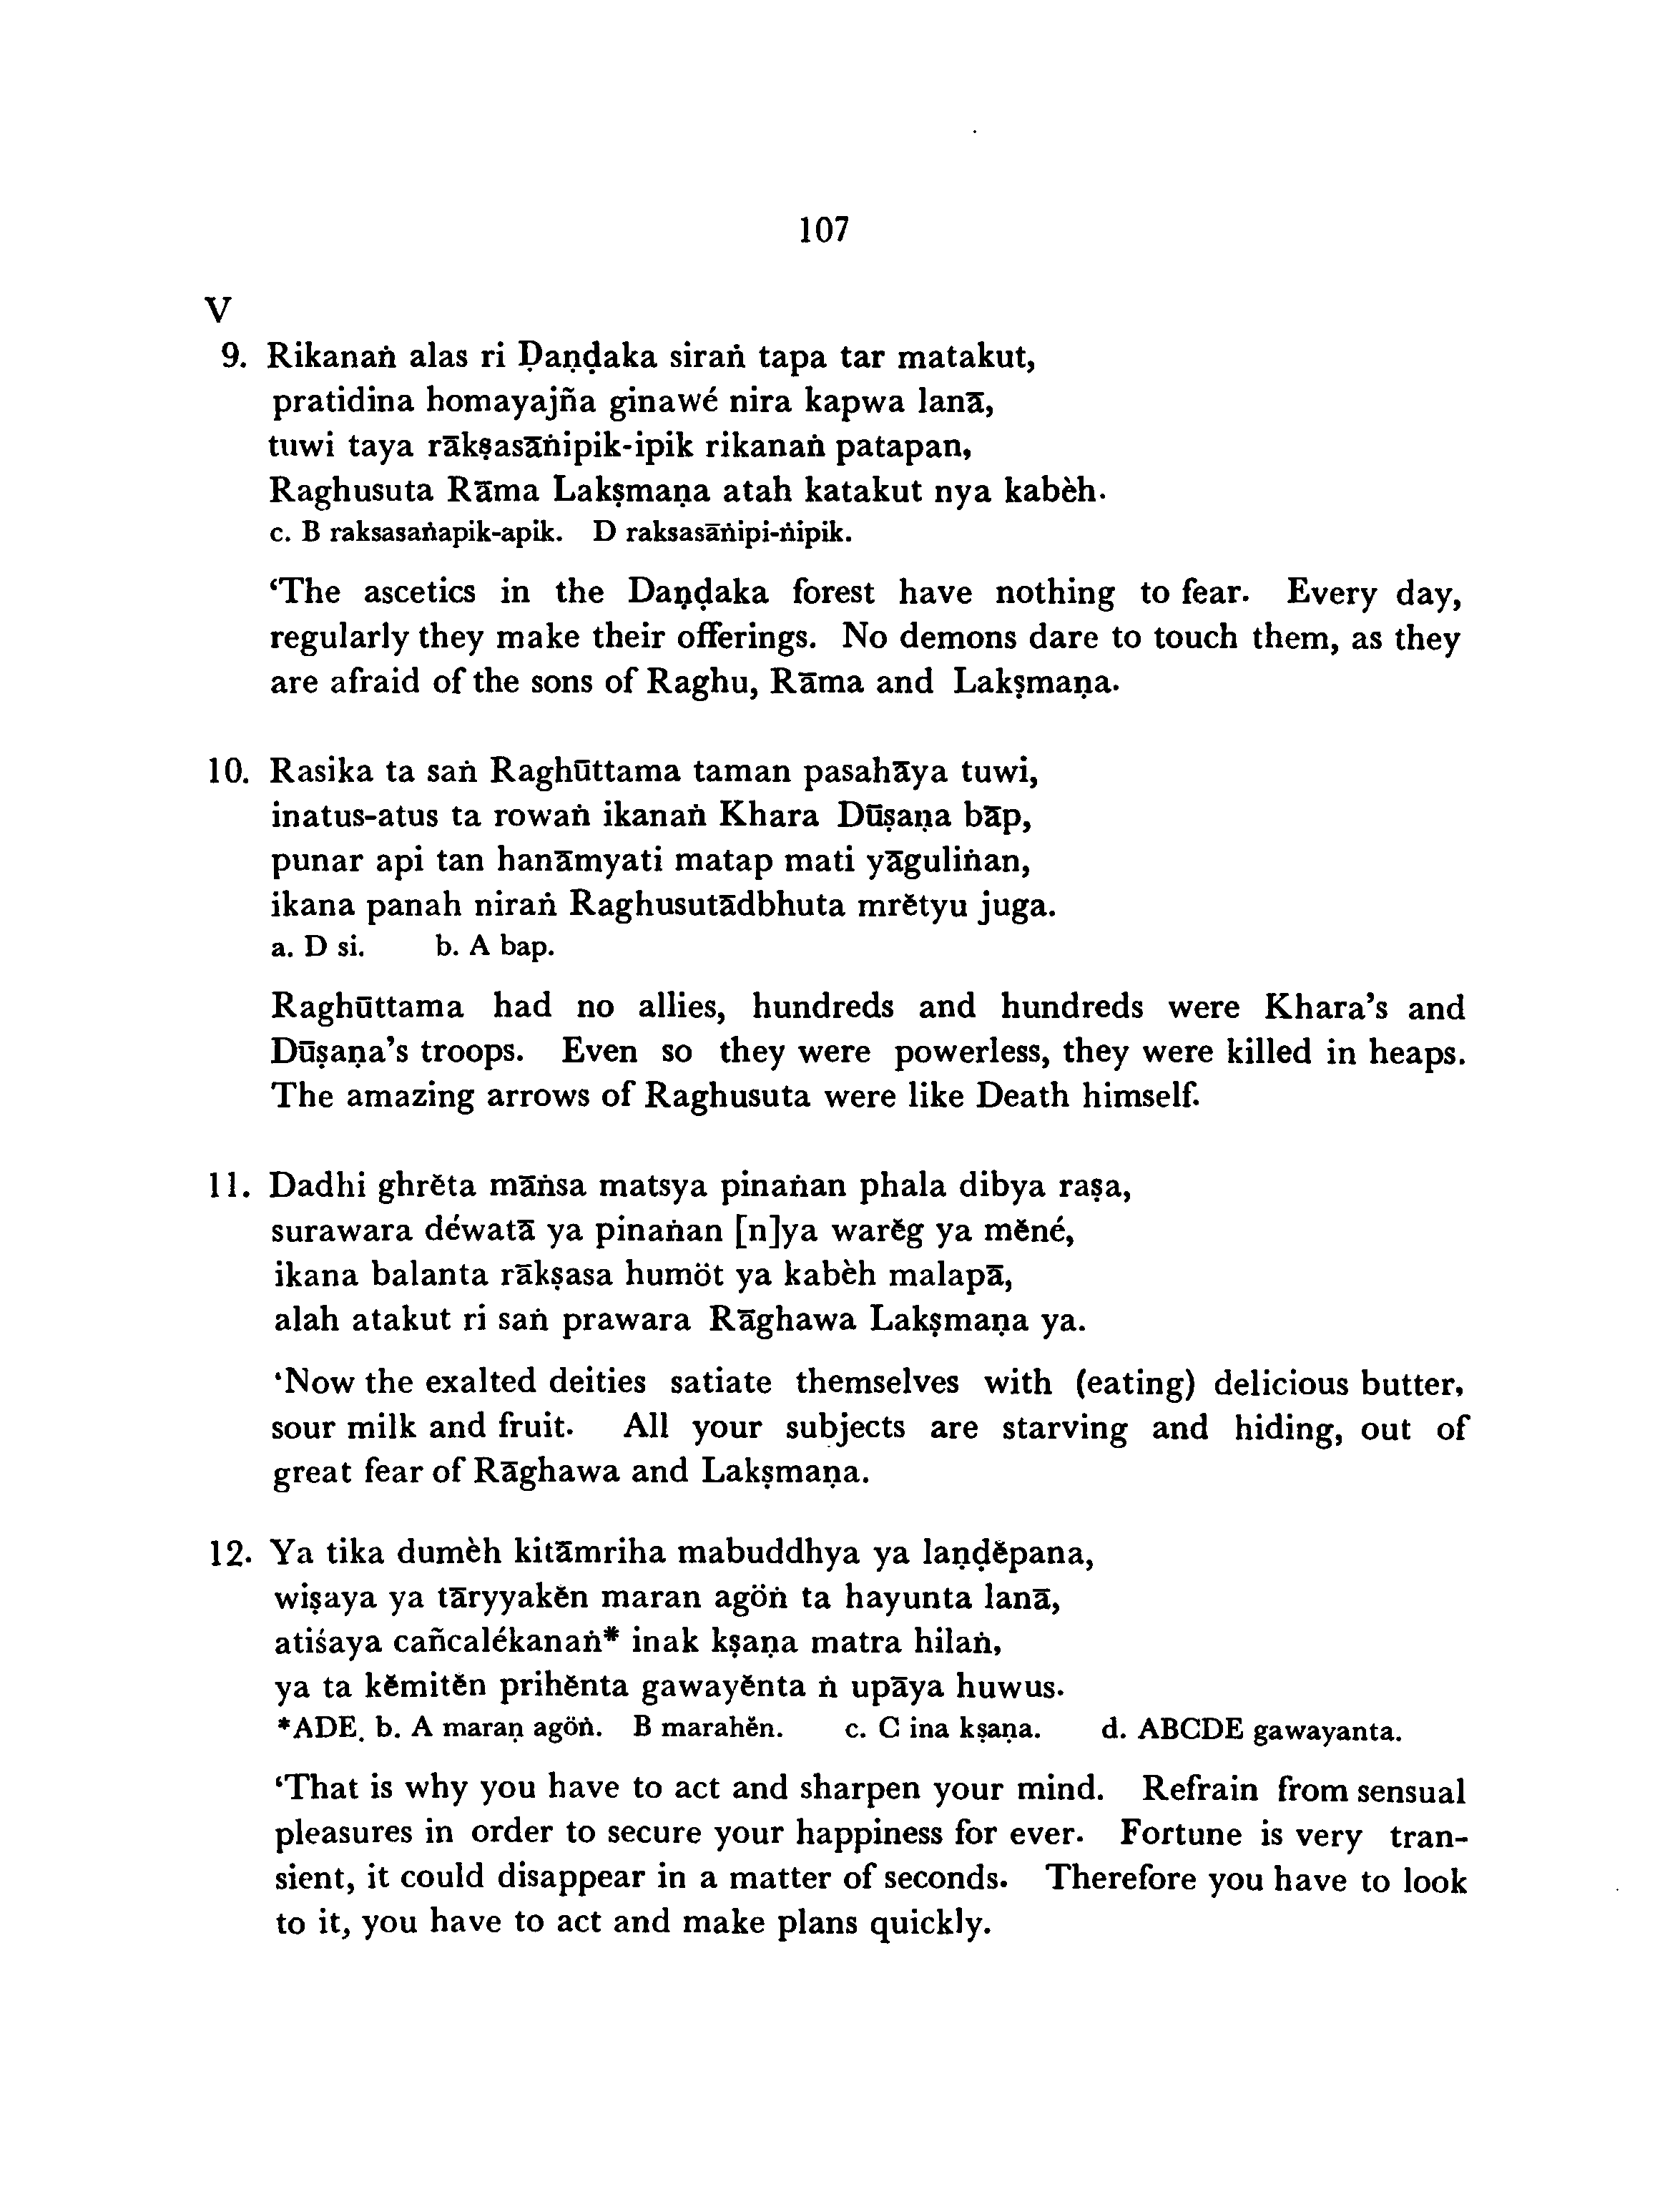 107
V
9. Rikanaṅ alas ri Ḍaṇḍaka siraṅ tapa tar matakut,
pratidina homayajña ginawé nira kapwa lanā,
tuwi taya rākṣasāṅipik-ipik rikanaṅ patapan,
Raghusuta Rāma Lakṣmaṇa atah katakut nya kabèh.
c. B raksasaṅapik-apik. D raksasāṅipi-ṅipik.
‘The ascetics in the Daṇḍaka forest have nothing to fear. Every day,
regularly they make their offerings. No demons dare to touch them, as they
are afraid of the sons of Raghu, Rāma and Lakṣmaṇa.
10. Rasika ta saṅ Raghūttama taman pasahāya tuwi,
inatus-atus ta rowaṅ ikanaṅ Khara Dūṣaṇa bāp,
punar api tan hanāmyati matap mati yāguliṅan,
ikana panah niraṅ Raghusutādbhuta mrĕtyu juga.
a. D si. b. A bap.
Raghūttama had no allies, hundreds and hundreds were Khara’s and
Dūṣaṇa’s troops. Even so they were powerless, they were killed in heaps.
The amazing arrows of Raghusuta were like Death himself.
11. Dadhi ghrĕta māṅsa matsya pinaṅan phala dibya raṣa,
surawara déwatā ya pinaṅan [n]ya warĕg ya mĕné,
ikana balanta rākṣasa humöt ya kabèh malapā,
alah atakut ri saṅ prawara Rāghawa Lakṣmaṇa ya.
‘Now the exalted deities satiate themselves with (eating) delicious butter,
sour milk and fruit. All your subjects are starving and hiding, out of
great fear of Rāghawa and Lakṣmaṇa.
12. Ya tika dumèh kitāmriha mabuddhya ya laṇḍĕpana,
wiṣaya ya tāryyakĕn maran agöṅ ta hayunta lanā,
atiśaya cañcalékanaṅ* inak kṣaṇa matra hilaṅ,
ya ta kĕmitĕn prihĕnta gawayĕnta ṅ upāya huwus.
*ADE. b. A maraṇ agöṅ. B marahĕn. c. C ina kṣaṇa. d. ABCDE gawayanta.
‘That is why you have to act and sharpen your mind. Refrain from sensual
pleasures in order to secure your happiness for ever. Fortune is very tran-
sient, it could disappear in a matter of seconds. Therefore you have to look
to it, you have to act and make plans quickly.